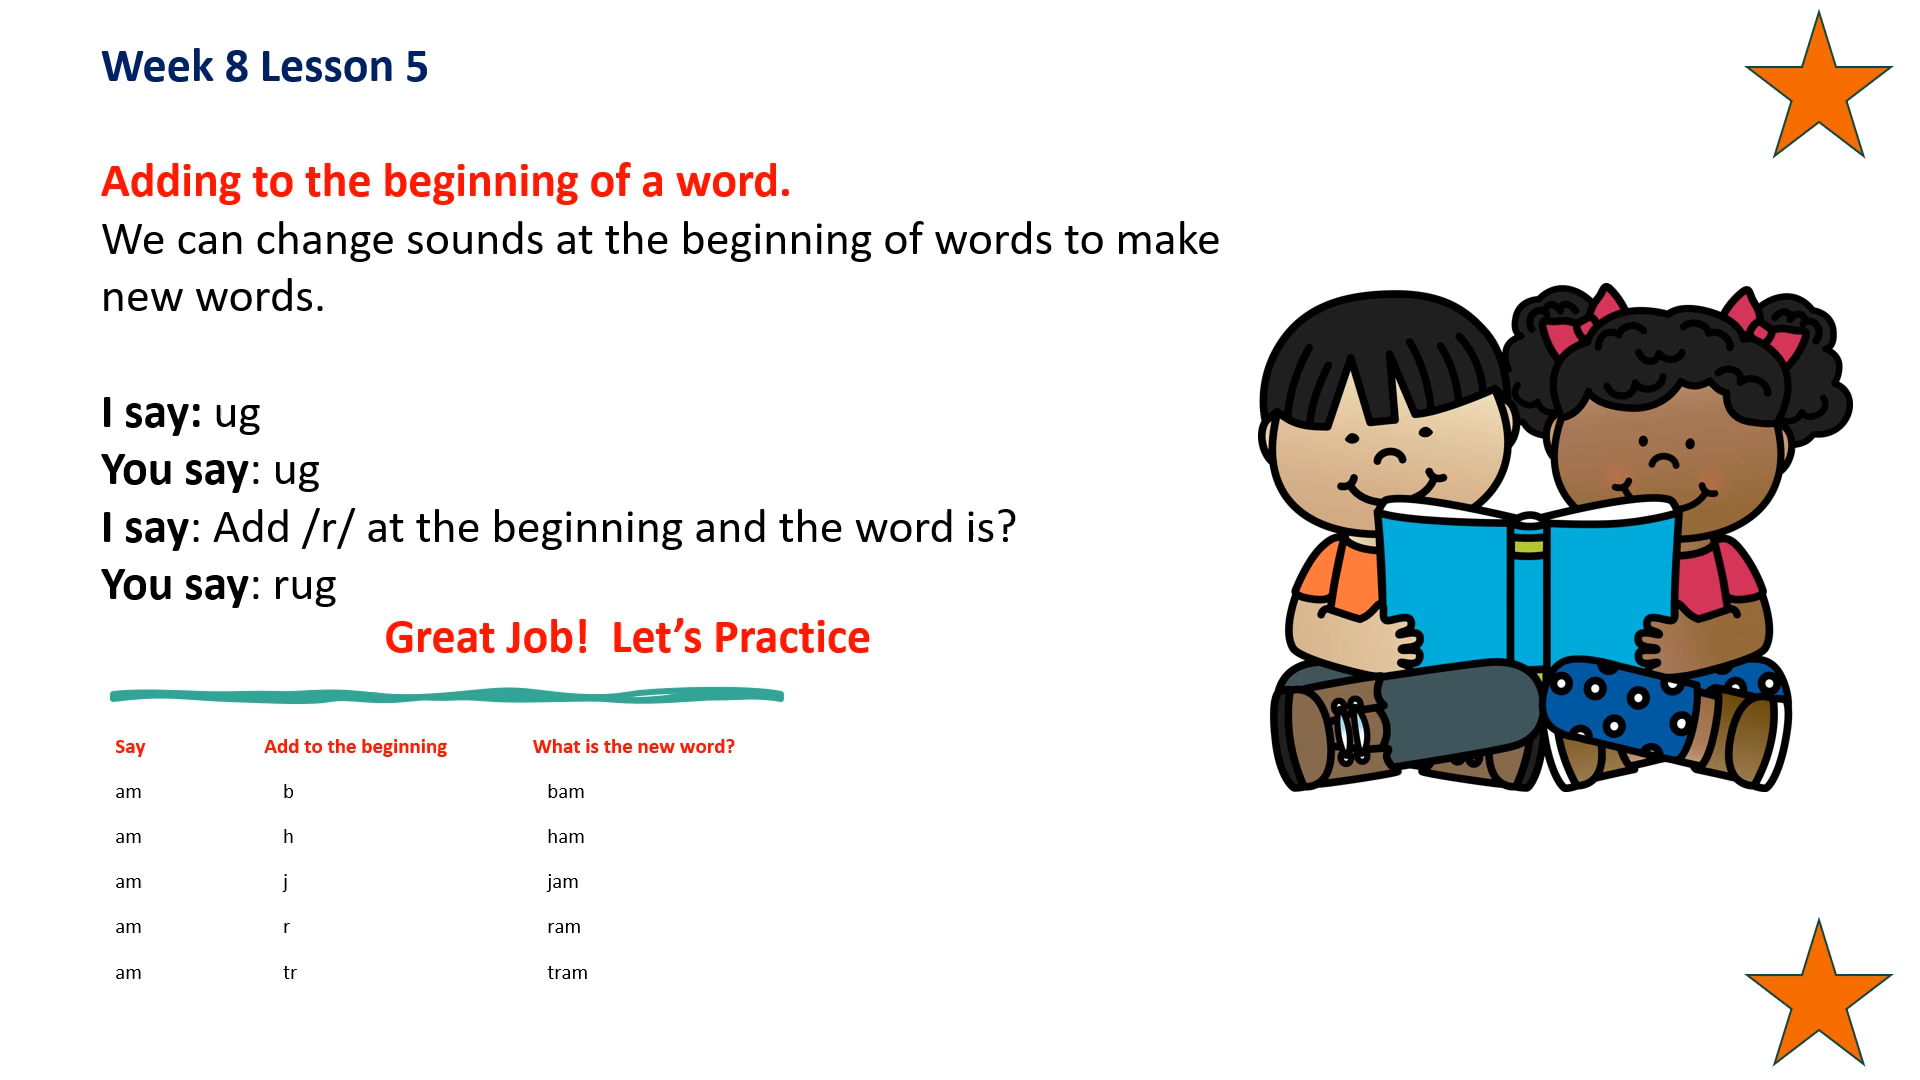 Week 8 Lesson 5
Adding to the beginning of a word.
We can change sounds at the beginning of words to make
new words.
I say: ug
You say: ug
I say: Add /r/ at the beginning and the word is?
You say: rug
Great Job!  Let’s Practice
Say Add to the beginning What is the new word?
am b bam
am h ham
am j jam
am r ram
am tr tram